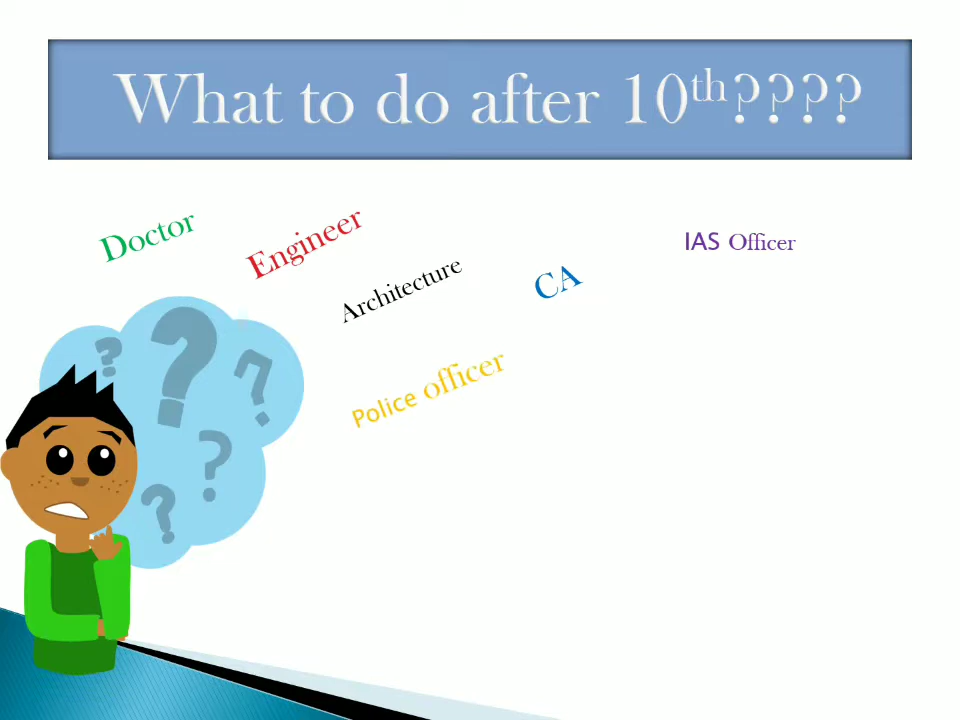 What to do after 10th????
Doctor
Engineer
IAS Officer
Architecture
CA
Police officer